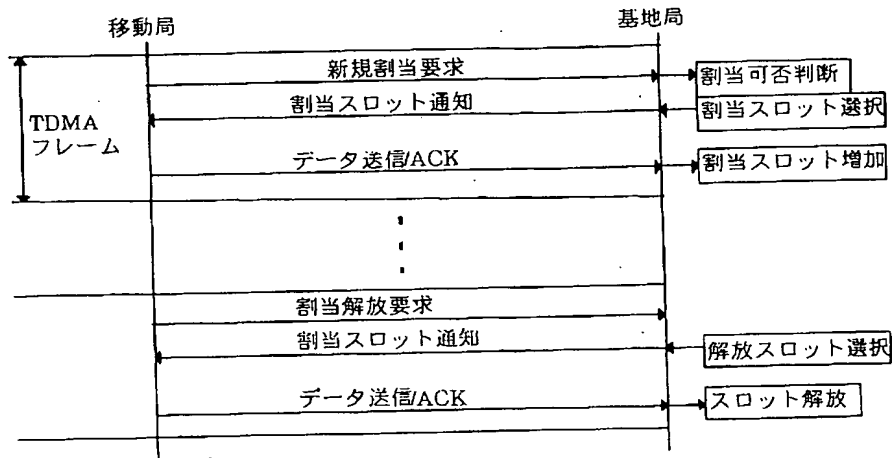 移動局
基地局
新規割当要求
割当可否判断
割当スロット通知
割当スロット選択
TDMA
フレーム
データ送信/ACK
割当スロット増加
割当解放要求
割当スロット通知
解放スロット選択
データ送信/ACK
スロット解放